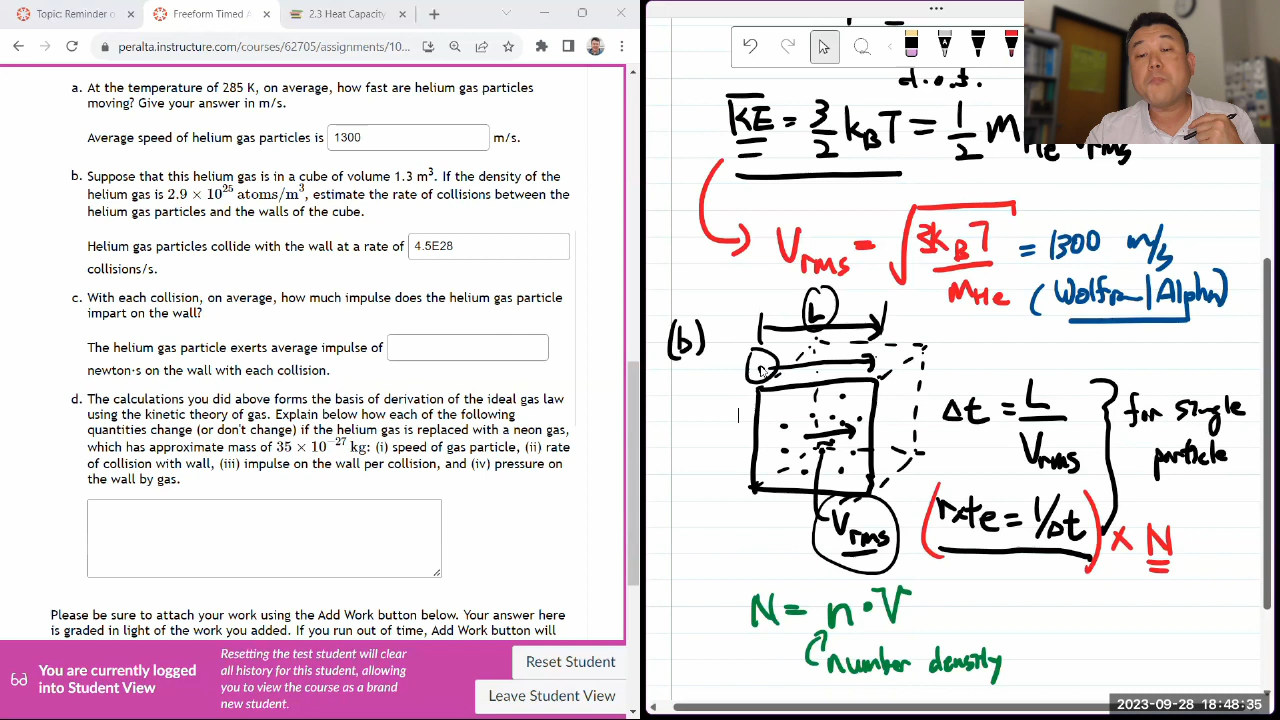 Topic: Reminder o
Freeform Timed A
2.3 Heat Capacit
peralta.instructure.com/courses/62709/assignments/10...
a. At the temperature of 285 K, on average, how fast are helium gas particles
moving? Give your answer in m/s.
Average speed of helium gas particles is 1300 m/s.
b. Suppose that this helium gas is in a cube of volume 1.3 m³. If the density of the
helium gas is 2.9 × 10²⁵ atoms/m³, estimate the rate of collisions between the
helium gas particles and the walls of the cube.
Helium gas particles collide with the wall at a rate of 4.5E28
collision/s.
c. With each collision, on average, how much impulse does the helium gas particle
impart on the wall?
The helium gas particle exerts average impulse of
newton·s on the wall with each collision.
d. The calculations you did above forms the basis of derivation of the ideal gas law
using the kinetic theory of gas. Explain below how each of the following
quantities change (or don't change) if the helium gas is replaced with a neon gas,
which has approximate mass of 35 × 10⁻²⁷ kg: (i) speed of gas particle, (ii) rate
of collision with wall, (iii) impulse on the wall per collision, and (iv) pressure on
the wall by gas.
Please be sure to attach your work using the Add Work button below. Your answer here
is graded in light of the work you added. If you run out of time, Add Work button will
You are currently logged
into Student View
Resetting the test student will clear
all history for this student, allowing
you to view the course as a brand
new student.
Reset Student
Leave Student View
d.o.f.
KE = 3/2 k_B T = 1/2 m_He v_rms
V_rms = √(3k_B T / m_He) = 1300 m/s
(Wolfram|Alpha)
(b)
L
Δt = L / V_rms
for single
particle
V_rms
(rate = 1/Δt) × N
N = n·V
number density
2023-09-28 18:48:35